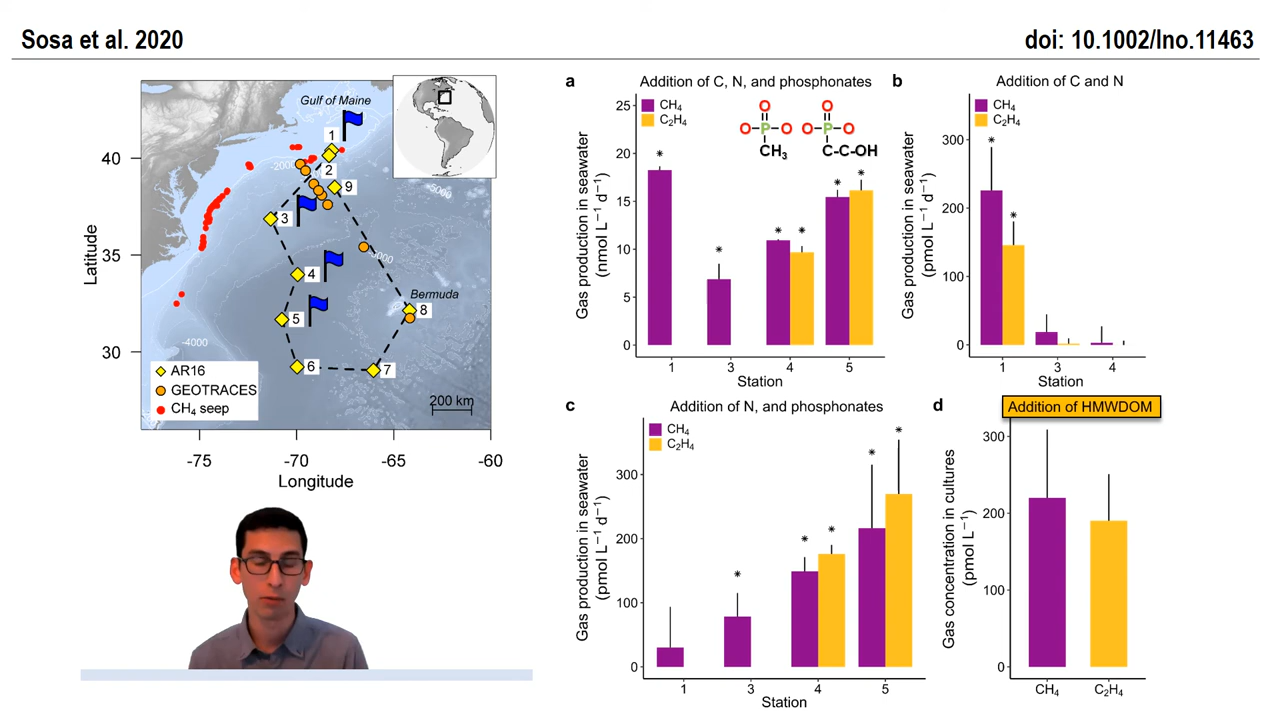 Sosa et al. 2020
doi: 10.1002/lno.11463
Gulf of Maine
1
2
9
3
4
5
6
7
8
Bermuda
-2000
-5000
-4000
40
35
30
Latitude
AR16
GEOTRACES
CH₄ seep
200 km
-75
-70
-65
-60
Longitude
a
Addition of C, N, and phosphonates
CH₄
C₂H₄
O
O-P-O
CH₃
O
O-P-O
C-C-OH
Gas production in seawater
(nmol L⁻¹ d⁻¹)
25
20
15
10
5
0
* * * * * *
1 3 4 5
Station
b
Addition of C and N
CH₄
C₂H₄
Gas production in seawater
(pmol L⁻¹ d⁻¹)
300
200
100
0
* *
1 3 4
Station
c
Addition of N, and phosphonates
CH₄
C₂H₄
Gas production in seawater
(pmol L⁻¹ d⁻¹)
300
200
100
0
* * * * *
1 3 4 5
Station
d
Addition of HMWDOM
Gas concentration in cultures
(pmol L⁻¹)
300
200
100
0
CH₄ C₂H₄